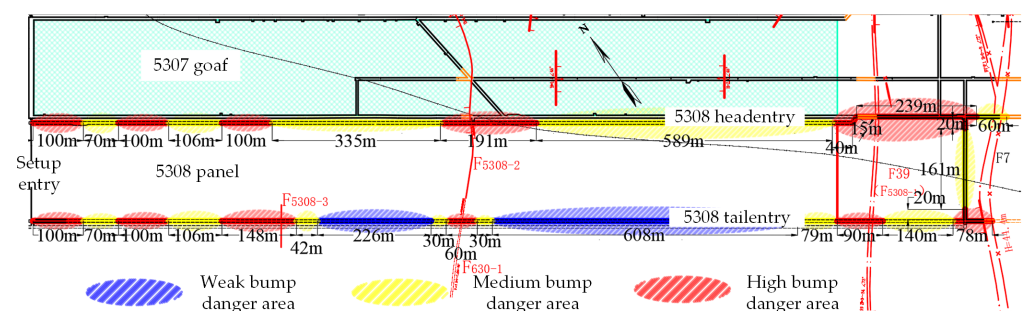 5307 goaf
N
5308 headentry
239m
15m
20m
60m
100m
70m
100m
106m
100m
335m
191m
589m
40m
Setup
entry
5308 panel
F5308-2
161m
F39
(F5308-1)
F7
20m
F5308-3
5308 tailentry
100m
70m
100m
106m
148m
42m
226m
30m
60m
30m
608m
79m
90m
140m
78m
F630-1
Weak bump
danger area
Medium bump
danger area
High bump
danger area